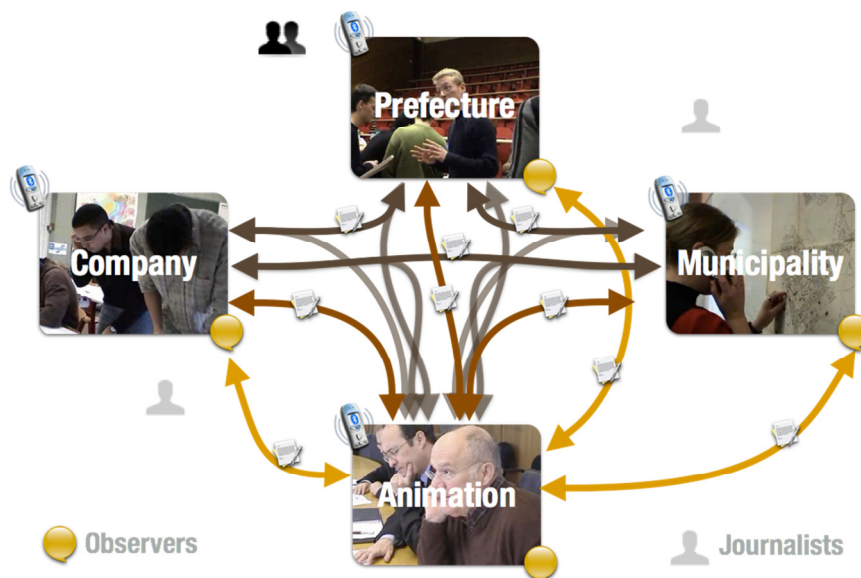 Prefecture
Company
Municipality
Animation
Observers
Journalists